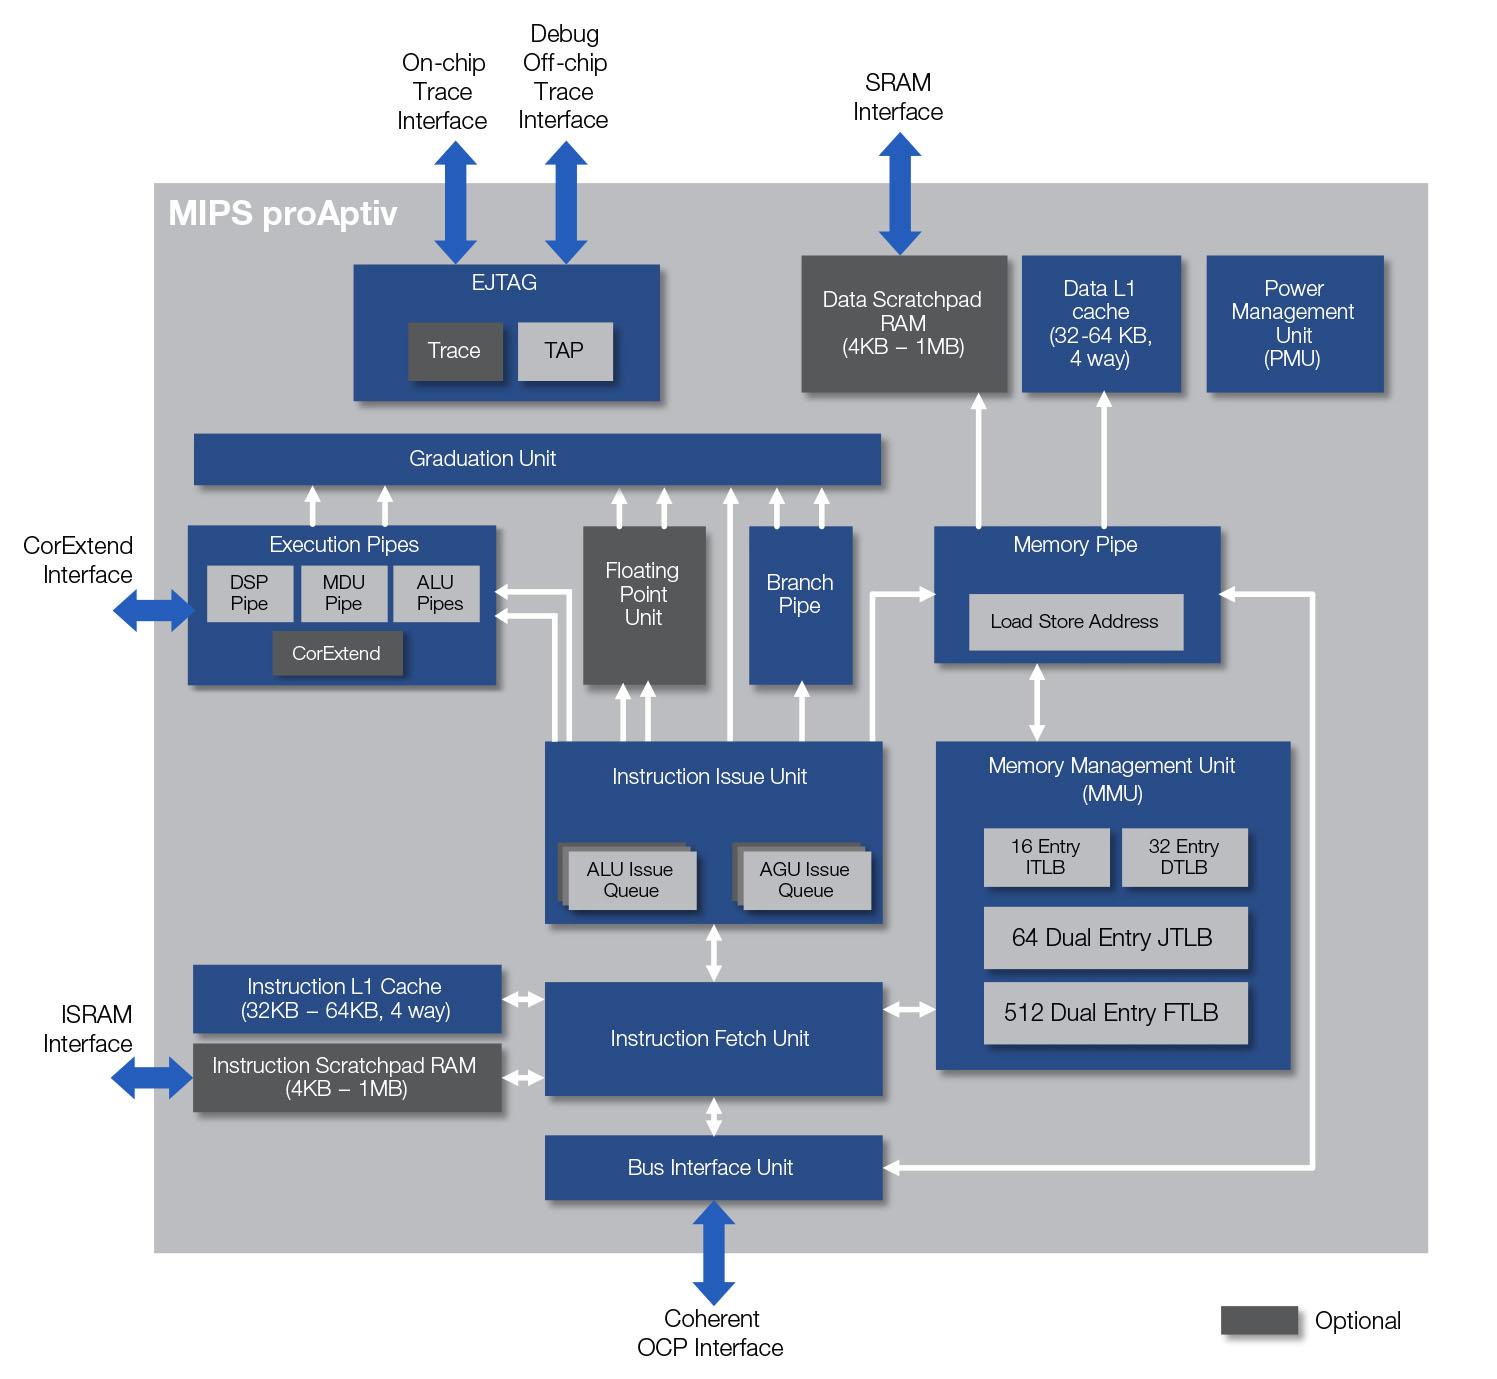 On-chip
Trace
Interface
Debug
Off-chip
Trace
Interface
SRAM
Interface
MIPS proAptiv
EJTAG
Trace
TAP
Data Scratchpad
RAM
(4KB – 1MB)
Data L1
cache
(32-64 KB,
4 way)
Power
Management
Unit
(PMU)
Graduation Unit
CorExtend
Interface
Execution Pipes
DSP
Pipe
MDU
Pipe
ALU
Pipes
CorExtend
Floating
Point
Unit
Branch
Pipe
Memory Pipe
Load Store Address
Instruction Issue Unit
ALU Issue
Queue
AGU Issue
Queue
Memory Management Unit
(MMU)
16 Entry
ITLB
32 Entry
DTLB
64 Dual Entry JTLB
512 Dual Entry FTLB
Instruction L1 Cache
(32KB – 64KB, 4 way)
ISRAM
Interface
Instruction Scratchpad RAM
(4KB – 1MB)
Instruction Fetch Unit
Bus Interface Unit
Coherent
OCP Interface
Optional